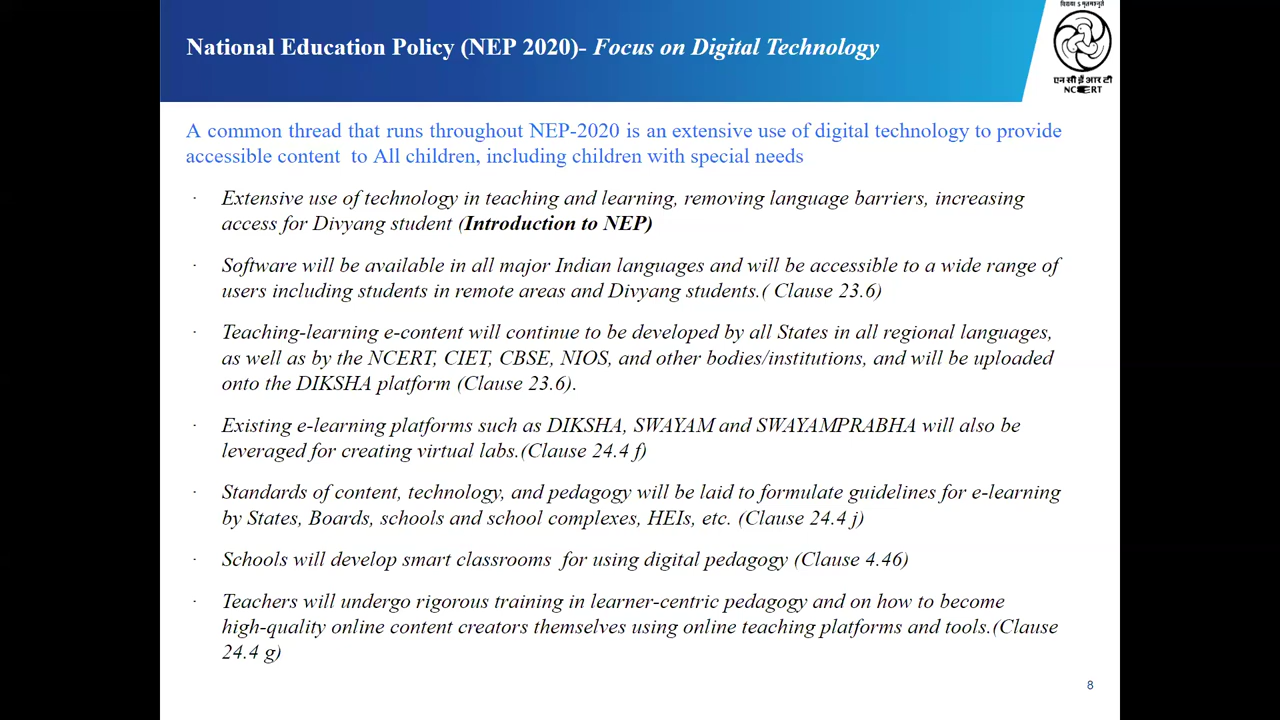 विद्यया ऽ मृतमश्नुते
National Education Policy (NEP 2020)- Focus on Digital Technology
एन सी ई आर टी
NCERT
A common thread that runs throughout NEP-2020 is an extensive use of digital technology to provide
accessible content to All children, including children with special needs
· Extensive use of technology in teaching and learning, removing language barriers, increasing
access for Divyang student (Introduction to NEP)
· Software will be available in all major Indian languages and will be accessible to a wide range of
users including students in remote areas and Divyang students.( Clause 23.6)
· Teaching-learning e-content will continue to be developed by all States in all regional languages,
as well as by the NCERT, CIET, CBSE, NIOS, and other bodies/institutions, and will be uploaded
onto the DIKSHA platform (Clause 23.6).
· Existing e-learning platforms such as DIKSHA, SWAYAM and SWAYAMPRABHA will also be
leveraged for creating virtual labs.(Clause 24.4 f)
· Standards of content, technology, and pedagogy will be laid to formulate guidelines for e-learning
by States, Boards, schools and school complexes, HEIs, etc. (Clause 24.4 j)
· Schools will develop smart classrooms for using digital pedagogy (Clause 4.46)
· Teachers will undergo rigorous training in learner-centric pedagogy and on how to become
high-quality online content creators themselves using online teaching platforms and tools.(Clause
24.4 g)
8